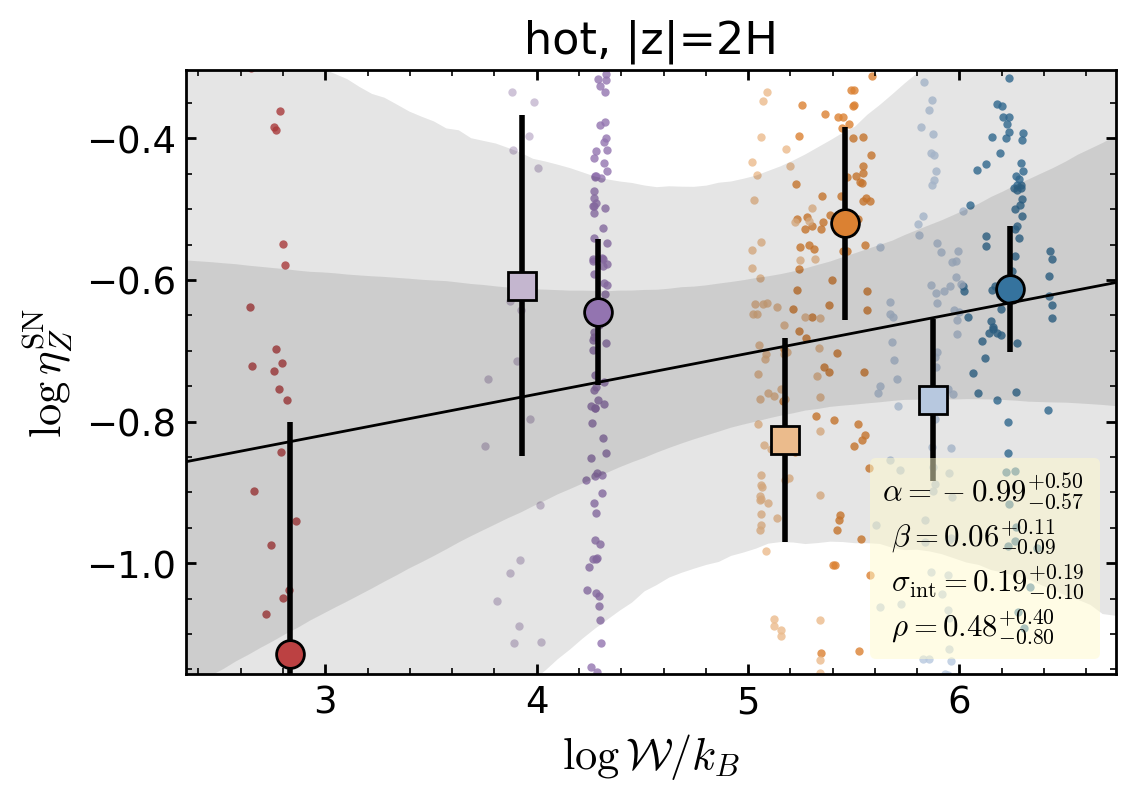 hot, |z|=2H
−0.4
−0.6
−0.8
−1.0
log η_Z^SN
α = − 0.99 +0.50 −0.57
β = 0.06 +0.11 −0.09
σ_int = 0.19 +0.19 −0.10
ρ = 0.48 +0.40 −0.80
3 4 5 6
log 𝒲/k_B